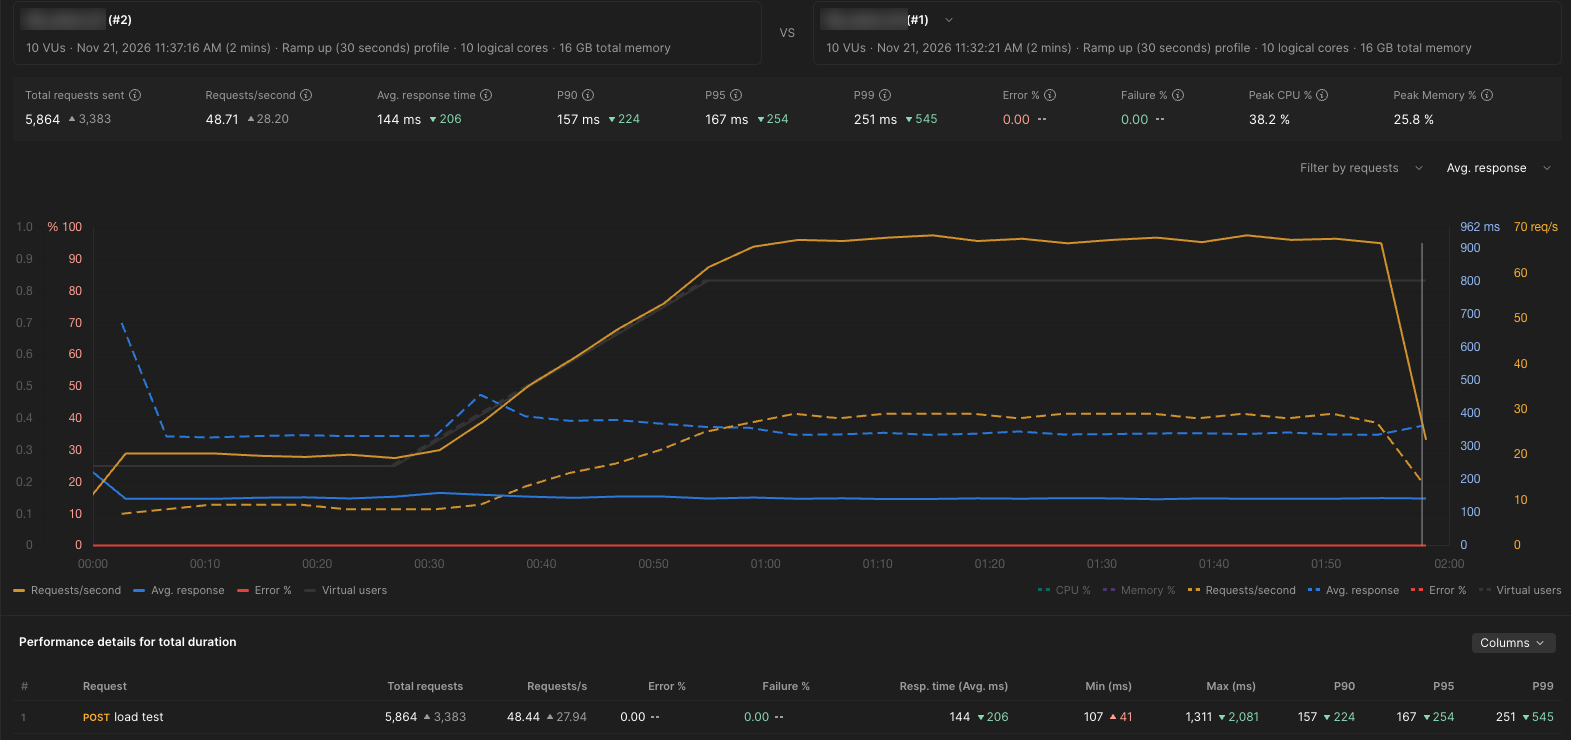 (#2)
10 VUs · Nov 21, 2026 11:37:16 AM (2 mins) · Ramp up (30 seconds) profile · 10 logical cores · 16 GB total memory
VS
(#1)
10 VUs · Nov 21, 2026 11:32:21 AM (2 mins) · Ramp up (30 seconds) profile · 10 logical cores · 16 GB total memory
Total requests sent Requests/second Avg. response time P90 P95 P99 Error % Failure % Peak CPU % Peak Memory %
5,864 ▲ 3,383 48.71 ▲ 28.20 144 ms ▼ 206 157 ms ▼ 224 167 ms ▼ 254 251 ms ▼ 545 0.00 -- 0.00 -- 38.2 % 25.8 %
Filter by requests Avg. response
1.0 % 100 962 ms 70 req/s
900
0.9 90
60
0.8 80 800
0.7 70 700 50
0.6 60 600
40
0.5 50 500
0.4 40 400 30
0.3 30 300
20
0.2 20 200
10
0.1 10 100
0 0 0 0
00:00 00:10 00:20 00:30 00:40 00:50 01:00 01:10 01:20 01:30 01:40 01:50 02:00
Requests/second Avg. response Error % Virtual users CPU % Memory % Requests/second Avg. response Error % Virtual users
Performance details for total duration
Columns
# Request Total requests Requests/s Error % Failure % Resp. time (Avg. ms) Min (ms) Max (ms) P90 P95 P99
1 POST load test 5,864 ▲ 3,383 48.44 ▲ 27.94 0.00 -- 0.00 -- 144 ▼ 206 107 ▲ 41 1,311 ▼ 2,081 157 ▼ 224 167 ▼ 254 251 ▼ 545